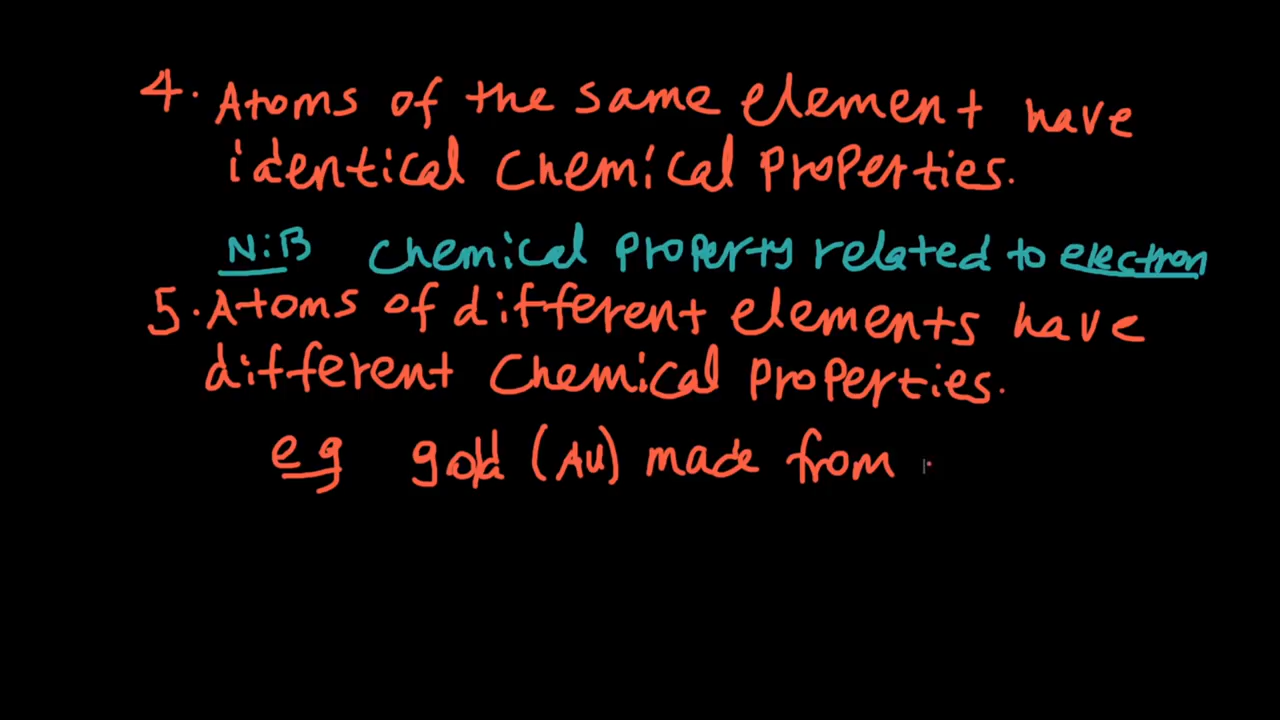 4. Atoms of the same element have
identical chemical properties.
N:B chemical property related to electron
5. Atoms of different elements have
different chemical properties.
eg gold (Au) made from